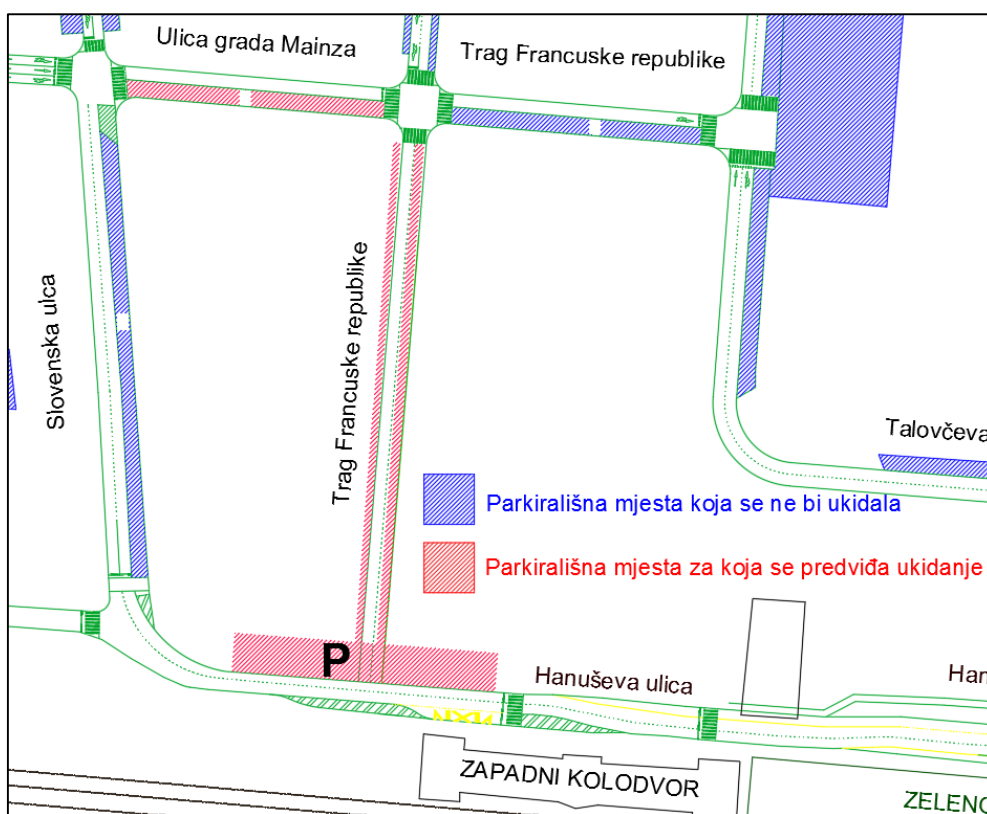 Ulica grada Mainza
Trag Francuske republike
Slovenska ulca
Trag Francuske republike
Talovčeva
Parkirališna mjesta koja se ne bi ukidala
Parkirališna mjesta za koja se predviđa ukidanje
P
Hanuševa ulica
Han
ZAPADNI KOLODVOR
ZELENO